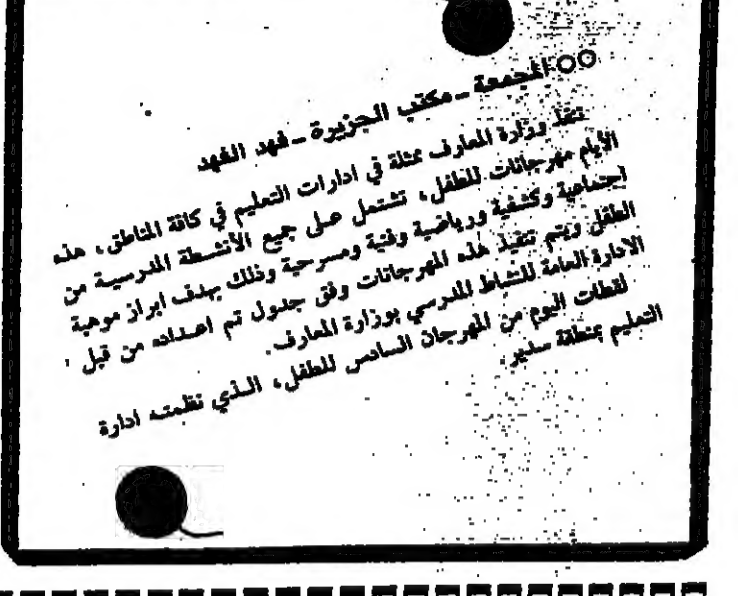 المجمعة ـ مكتب الجزيرة ـ فهد الفهد
تنفذ وزارة المعارف ممثلة في ادارات التعليم في كافة المناطق، هذه
الأيام مهرجانات للطفل، تشتمل على جميع الأنشطة المدرسية من
اجتماعية وكشفية ورياضية وفنية ومسرحية وذلك بهدف ابراز موهبة
الطفل ويتم تنفيذ هذه المهرجانات وفق جدول تم اعداده من قبل
الادارة العامة للنشاط المدرسي بوزارة المعارف.
لقطات اليوم من المهرجان السادس للطفل، الذي نظمته ادارة
التعليم بمنطقة سدير.